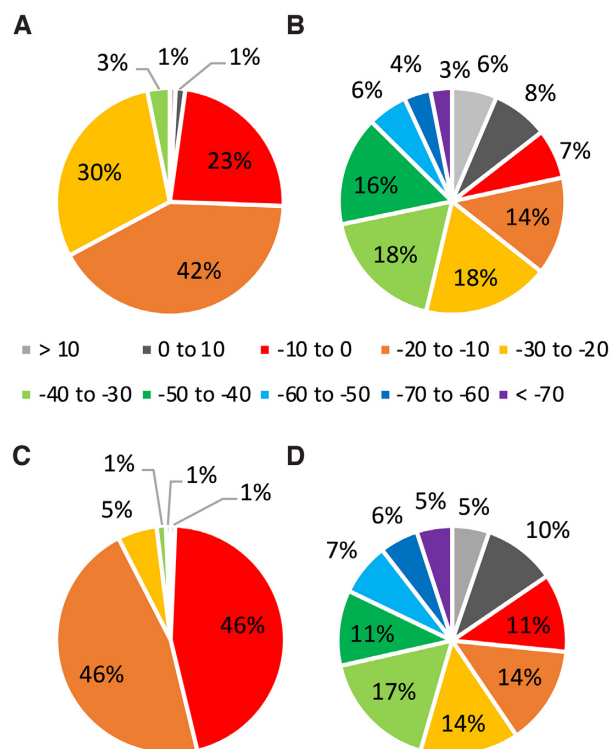 A
B
3% 1% 1%
30%
23%
42%
4% 3% 6%
6%
8%
7%
16%
14%
18%
18%
> 10 0 to 10 -10 to 0 -20 to -10 -30 to -20
-40 to -30 -50 to -40 -60 to -50 -70 to -60 < -70
C
D
1%
1%
1%
5%
46%
46%
6% 5% 5%
10%
7%
11%
11%
14%
17%
14%